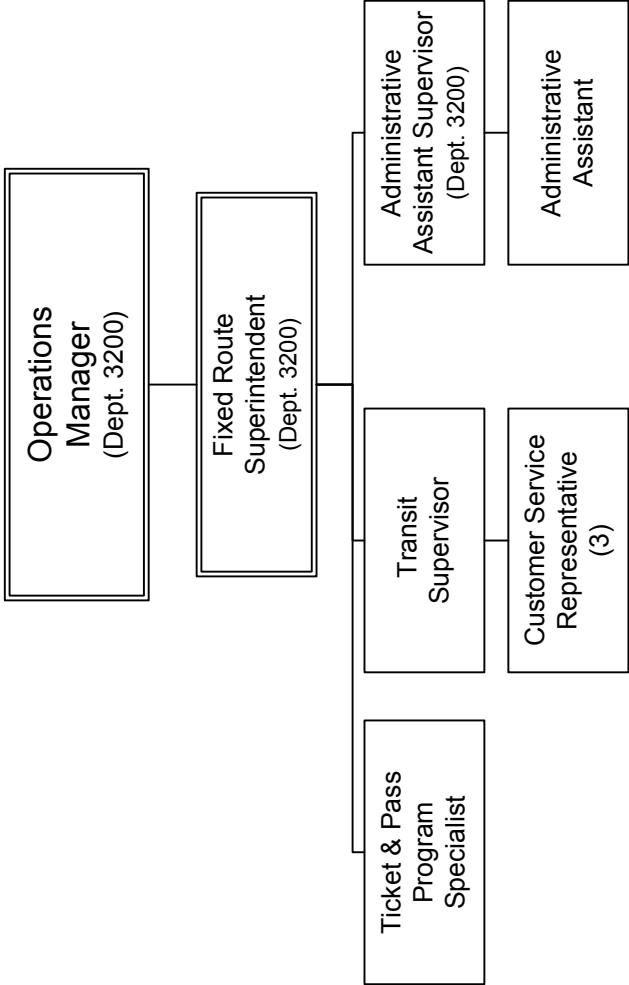 Operations
Manager
(Dept. 3200)
Fixed Route
Superintendent
(Dept. 3200)
Ticket & Pass
Program
Specialist
Transit
Supervisor
Administrative
Assistant Supervisor
(Dept. 3200)
Customer Service
Representative
(3)
Administrative
Assistant